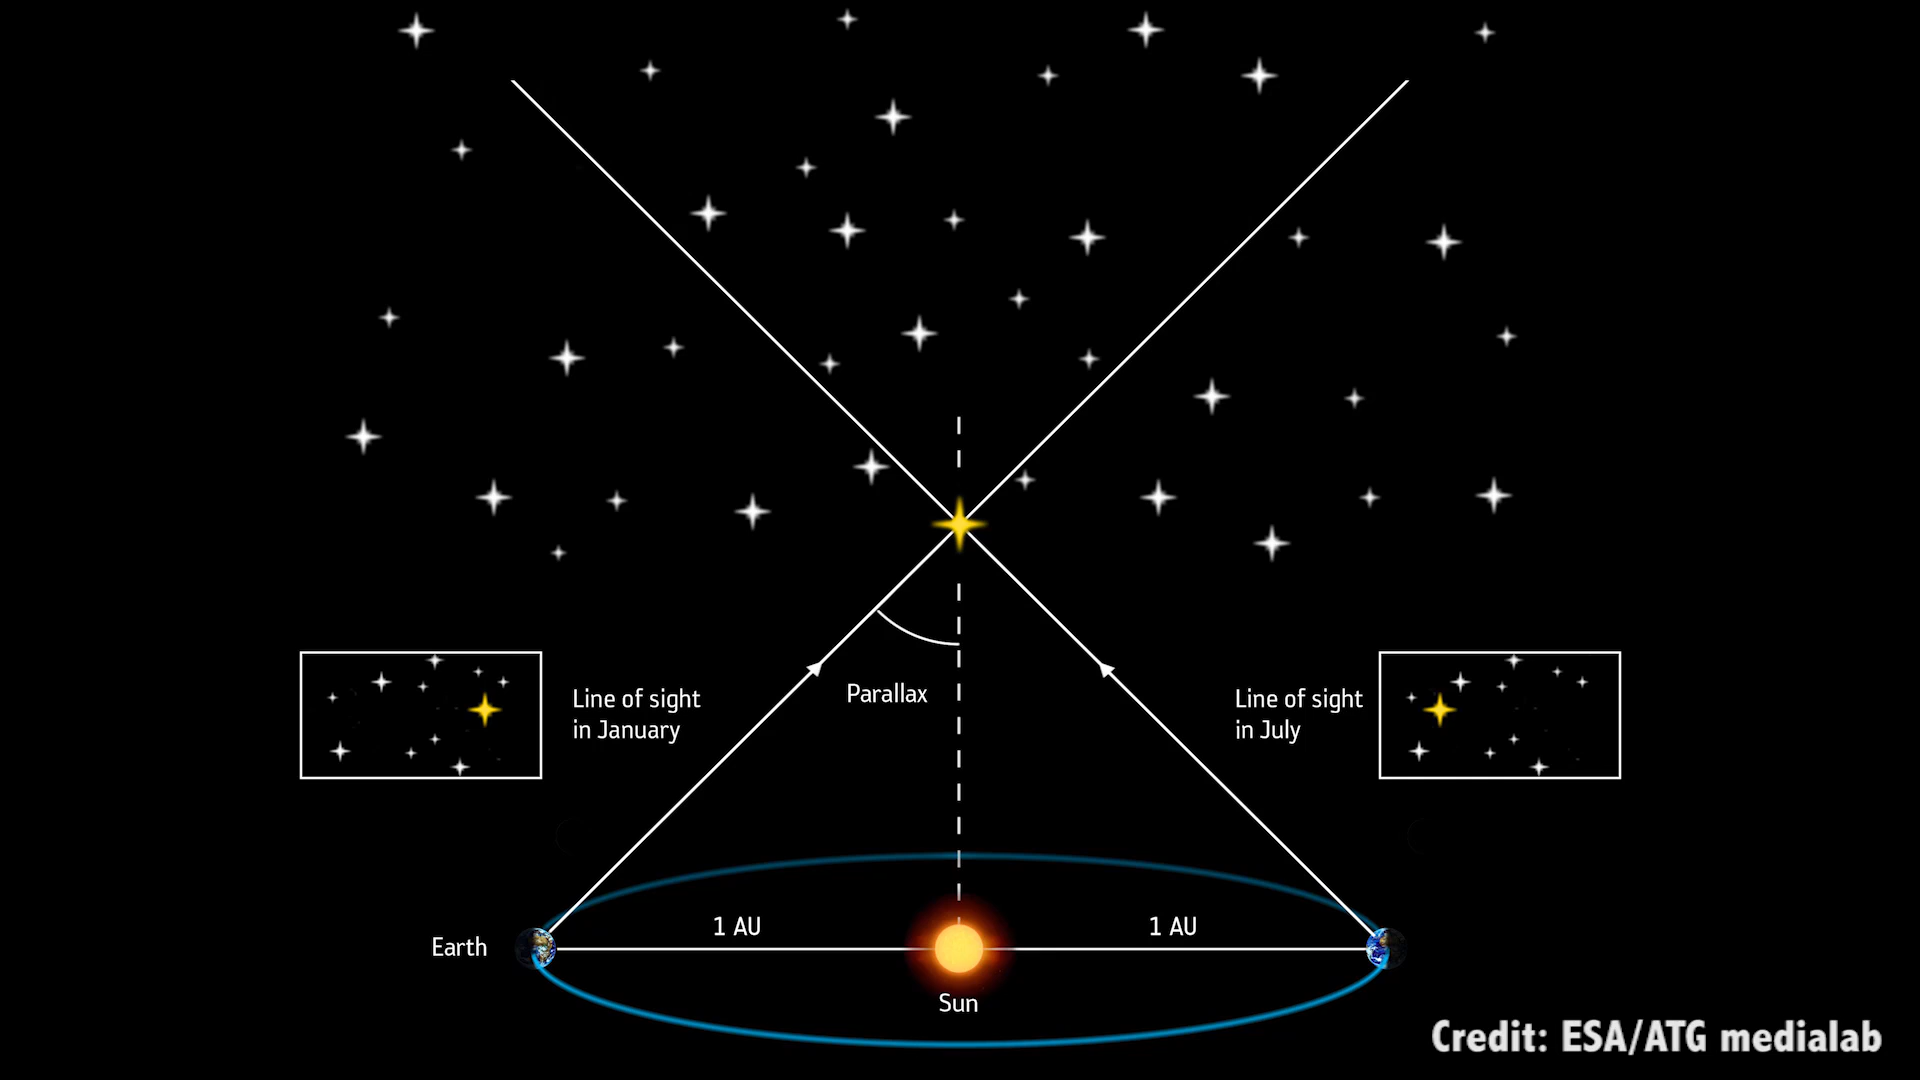 Line of sight
in January
Parallax
Line of sight
in July
1 AU
1 AU
Earth
Sun
Credit: ESA/ATG medialab